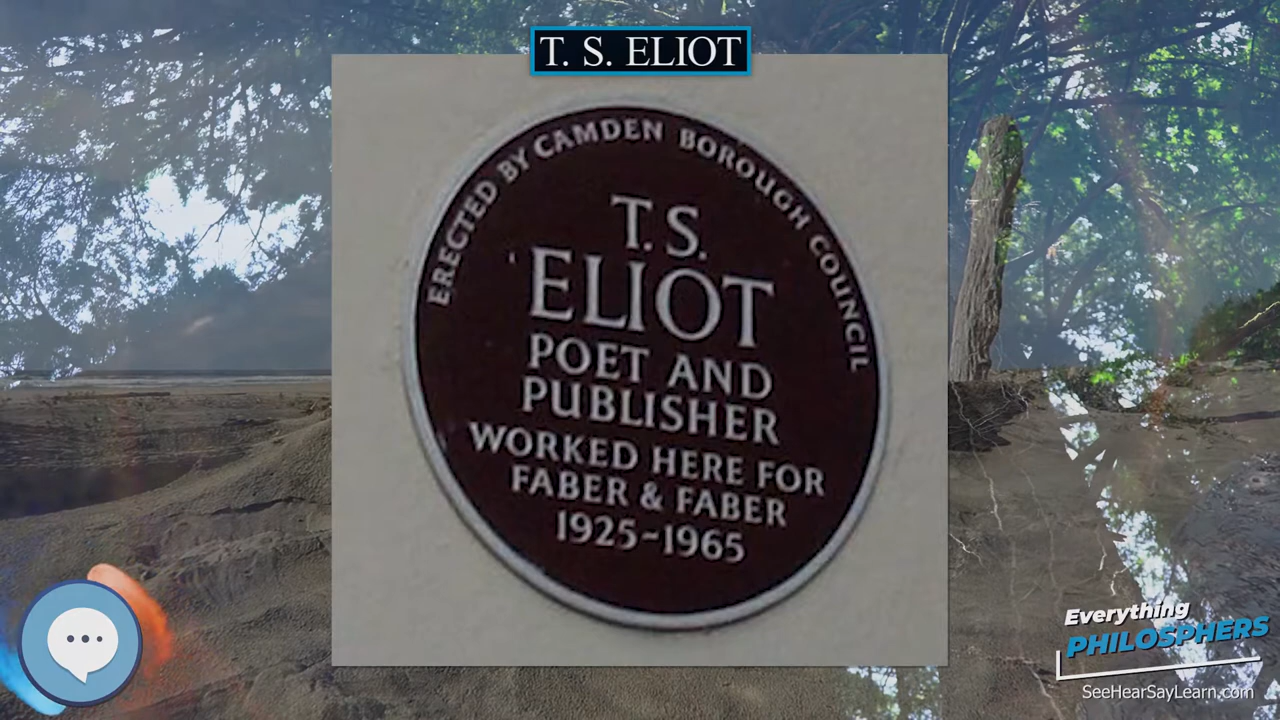 T. S. ELIOT
ERECTED BY CAMDEN BOROUGH COUNCIL
T. S.
ELIOT
POET AND
PUBLISHER
WORKED HERE FOR
FABER & FABER
1925~1965
Everything
PHILOSPHERS
SeeHearSayLearn.com